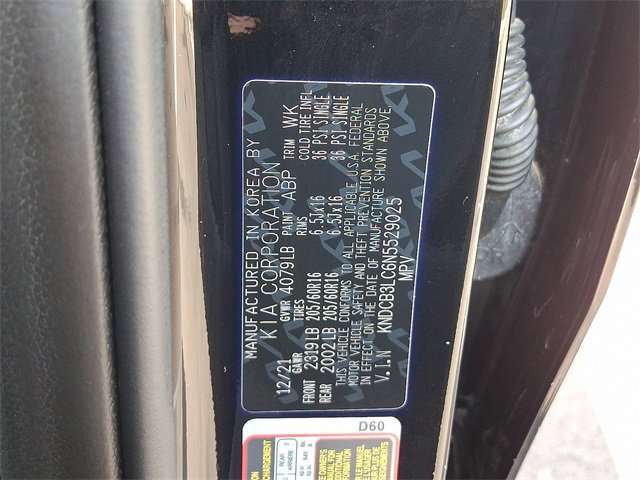 MANUFACTURED IN KOREA BY
KIA CORPORATION
12/21 GVWR 4079LB PAINT ABP TRIM WK
GAWR TIRES RIMS COLD TIRE INFL
FRONT 2319LB 205/60R16 6.5Jx16 36 PSI SINGLE
REAR 2002LB 205/60R16 6.5Jx16 36 PSI SINGLE
THIS VEHICLE CONFORMS TO ALL APPLICABLE U.S.A. FEDERAL
MOTOR VEHICLE SAFETY AND THEFT PREVENTION STANDARDS
IN EFFECT ON THE DATE OF MANUFACTURE SHOWN ABOVE.
V.I.N KNDCB3LC6N5529025
MPV
D60
REAR
ARRIERE